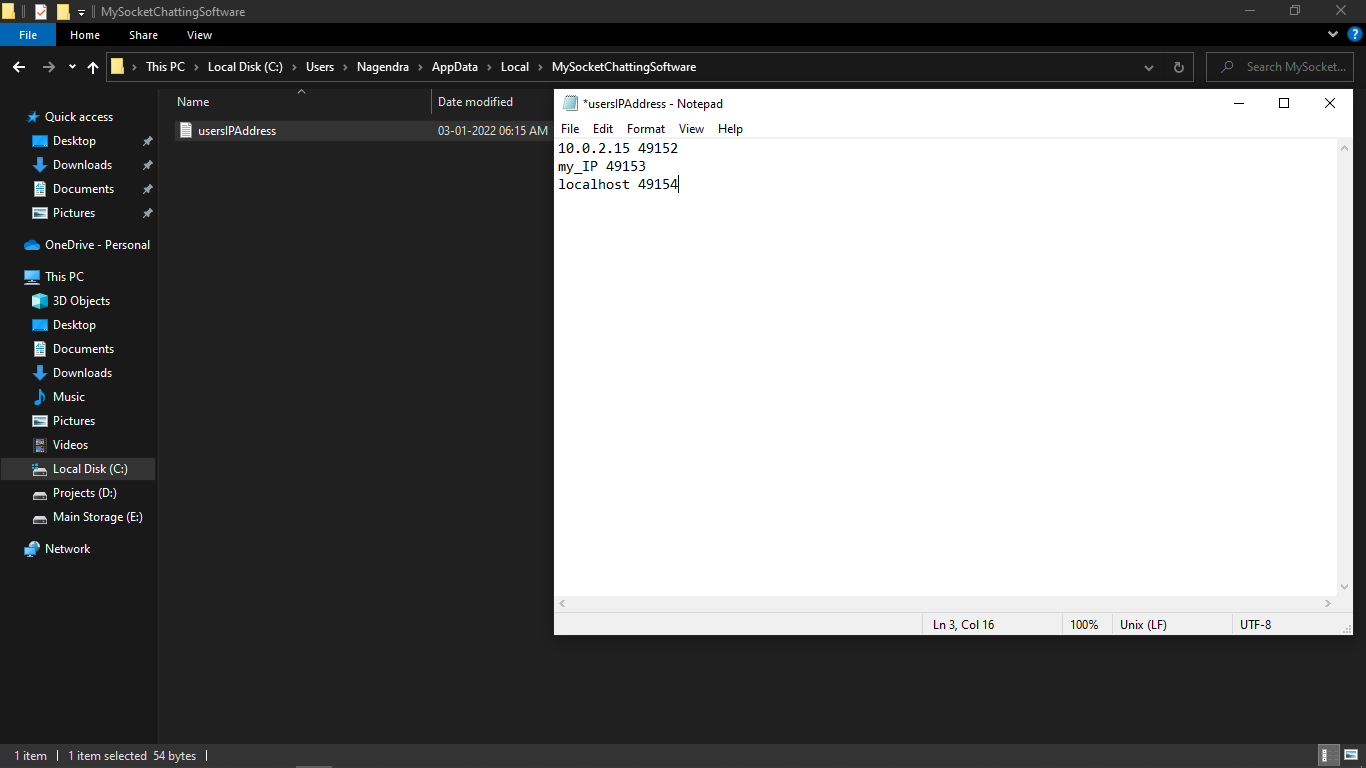 MySocketChattingSoftware
File Home Share View
This PC Local Disk (C:) Users Nagendra AppData Local MySocketChattingSoftware
Search MySocket...
Name Date modified
usersIPAddress 03-01-2022 06:15 AM
Quick access
Desktop
Downloads
Documents
Pictures
OneDrive - Personal
This PC
3D Objects
Desktop
Documents
Downloads
Music
Pictures
Videos
Local Disk (C:)
Projects (D:)
Main Storage (E:)
Network
*usersIPAddress - Notepad
File Edit Format View Help
10.0.2.15 49152
my_IP 49153
localhost 49154
Ln 3, Col 16 100% Unix (LF) UTF-8
1 item 1 item selected 54 bytes